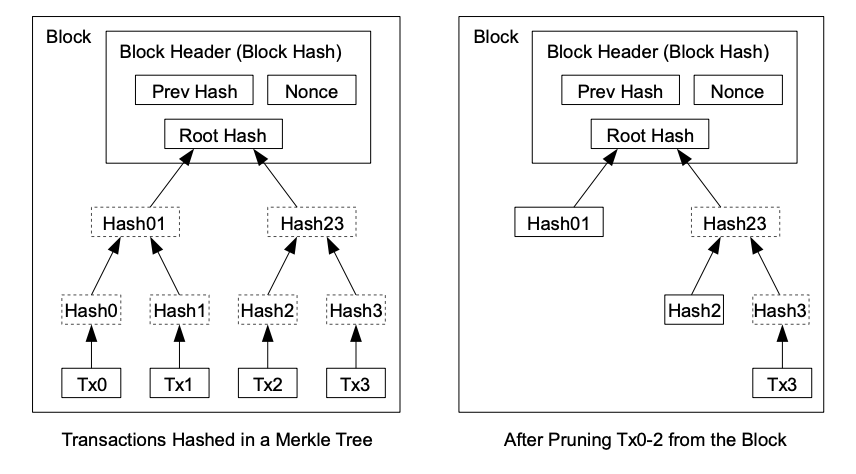 Block
Block Header (Block Hash)
Prev Hash
Nonce
Root Hash
Hash01
Hash23
Hash0
Hash1
Hash2
Hash3
Tx0
Tx1
Tx2
Tx3
Transactions Hashed in a Merkle Tree
Block
Block Header (Block Hash)
Prev Hash
Nonce
Root Hash
Hash01
Hash23
Hash2
Hash3
Tx3
After Pruning Tx0-2 from the Block